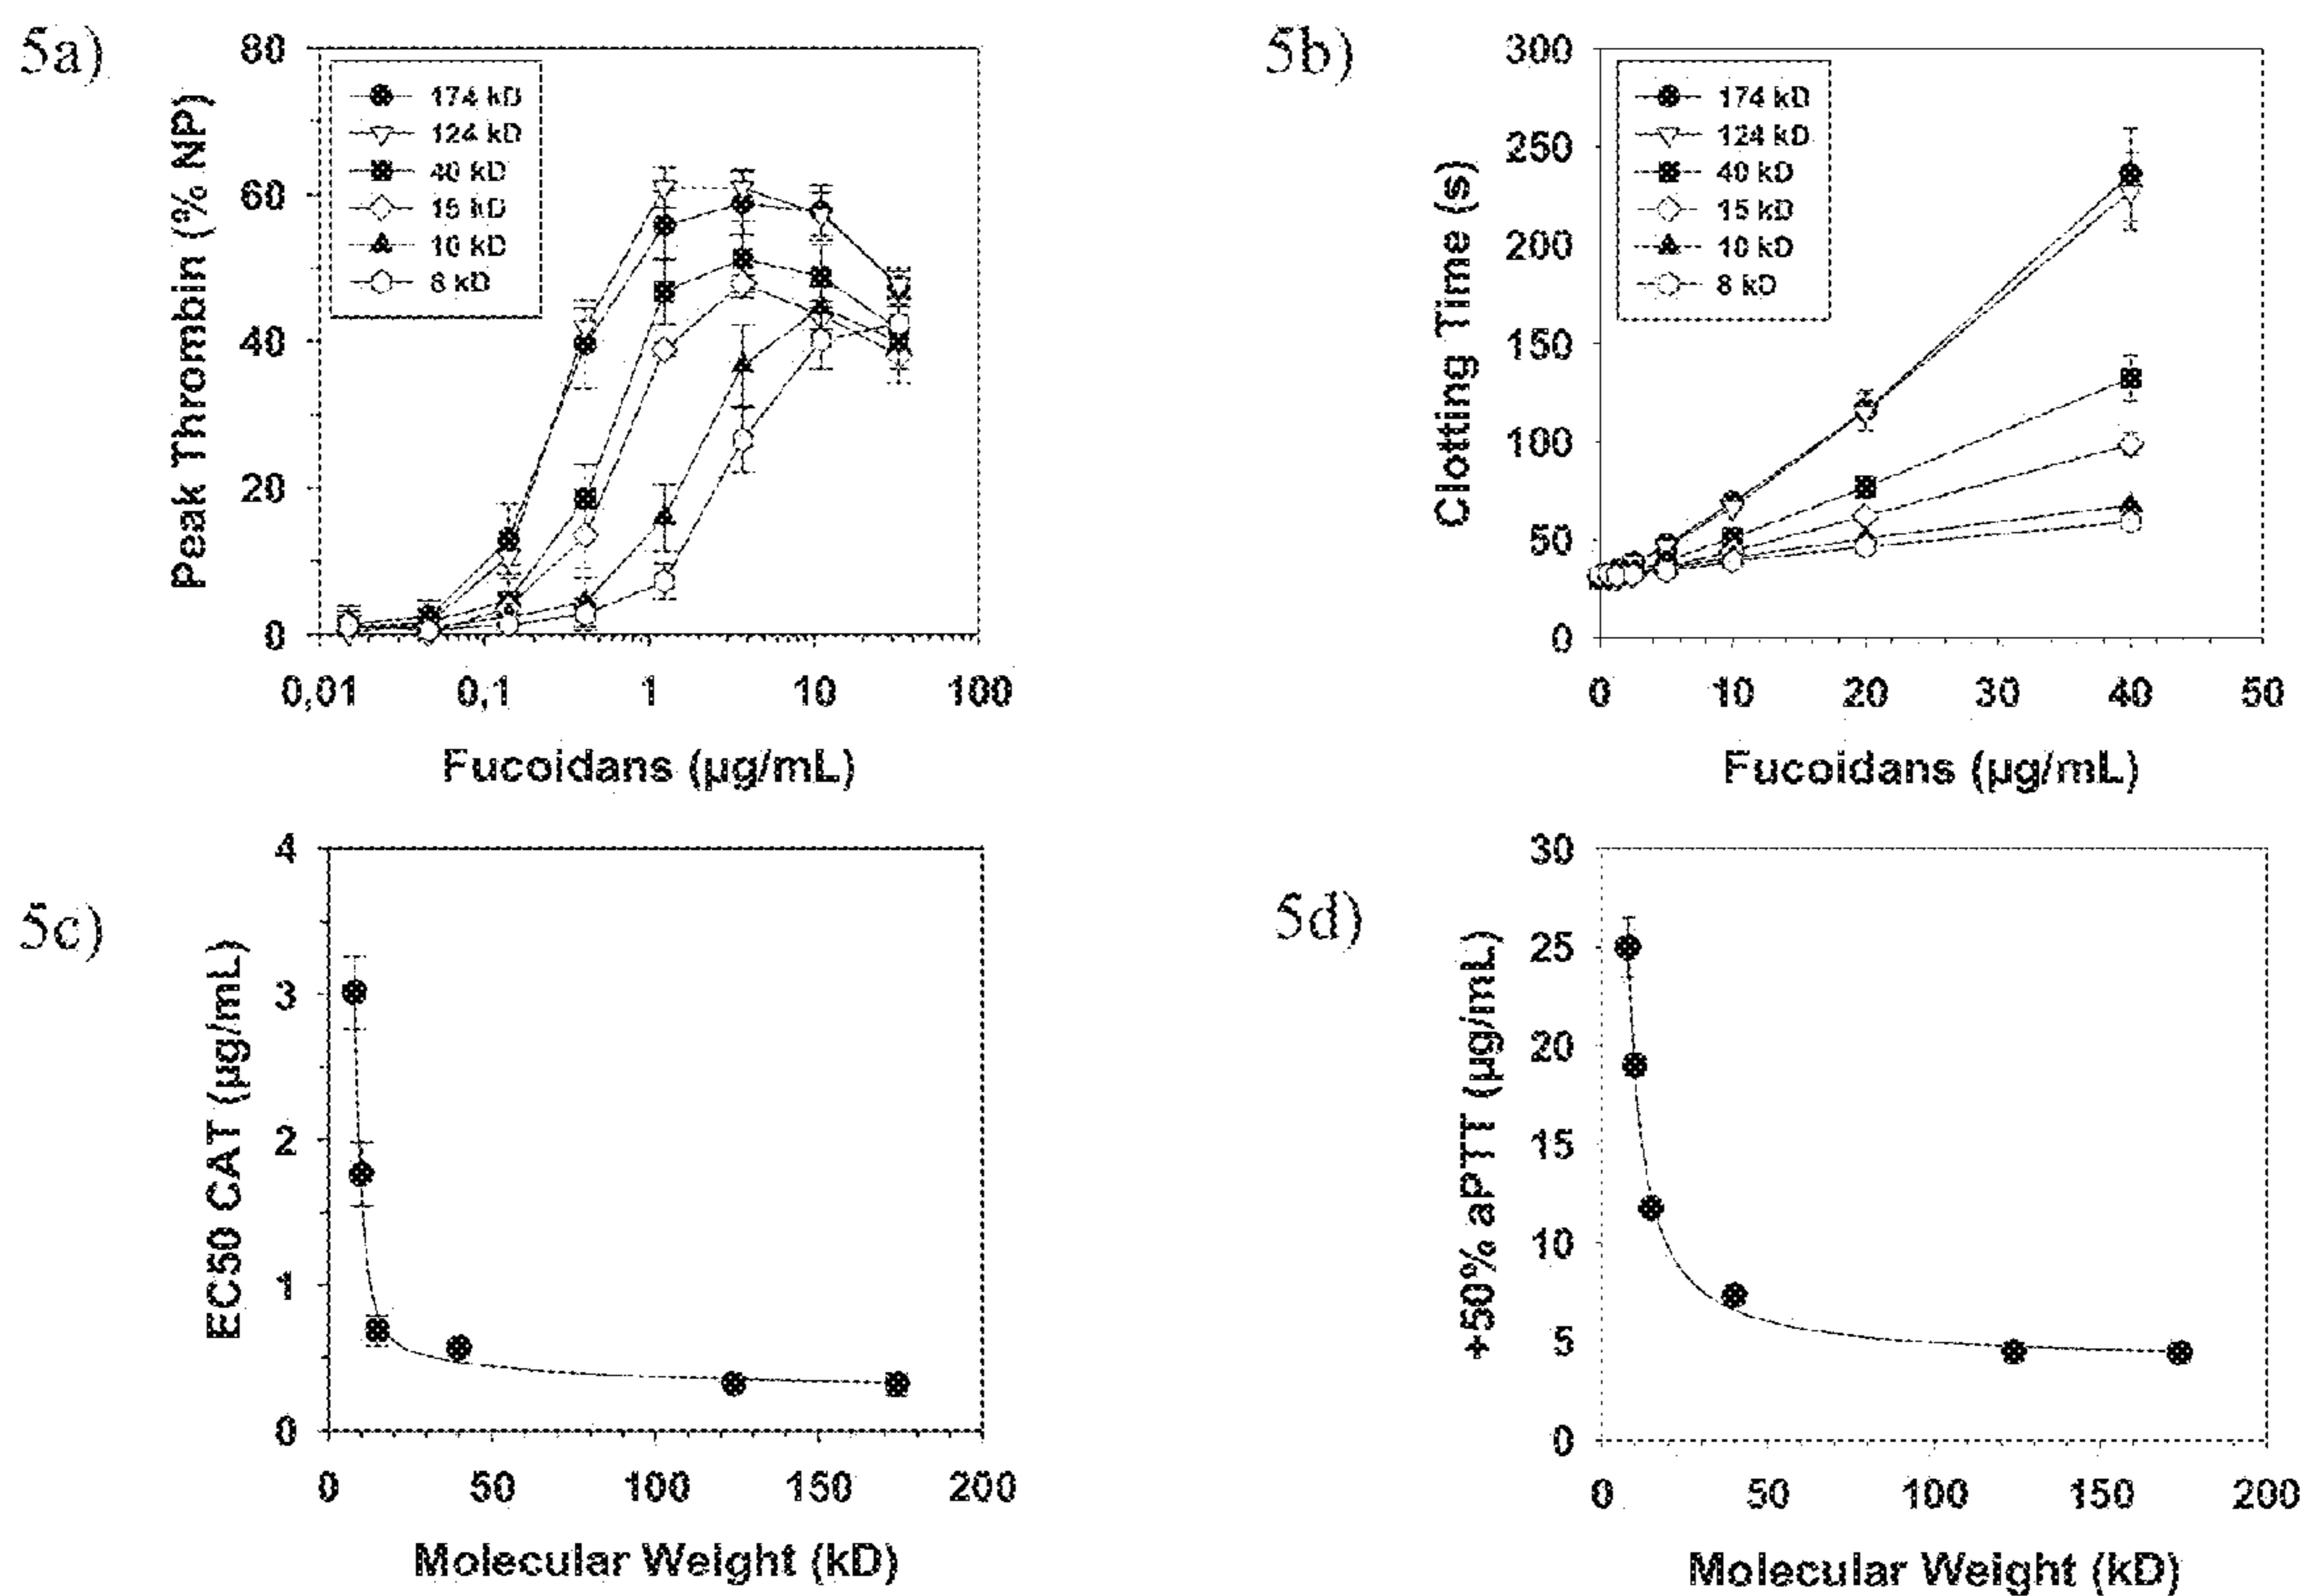 5a)
Peak Thrombin (% NP)
80
60
40
20
0
174 kD
124 kD
40 kD
15 kD
10 kD
8 kD
0,01 0,1 1 10 100
Fucoidans (µg/mL)
5b)
Clotting Time (s)
300
250
200
150
100
50
0
174 kD
124 kD
40 kD
15 kD
10 kD
8 kD
0 10 20 30 40 50
Fucoidans (µg/mL)
5c)
EC50 CAT (µg/mL)
4
3
2
1
0
0 50 100 150 200
Molecular Weight (kD)
5d)
+50% aPTT (µg/mL)
30
25
20
15
10
5
0
0 50 100 150 200
Molecular Weight (kD)